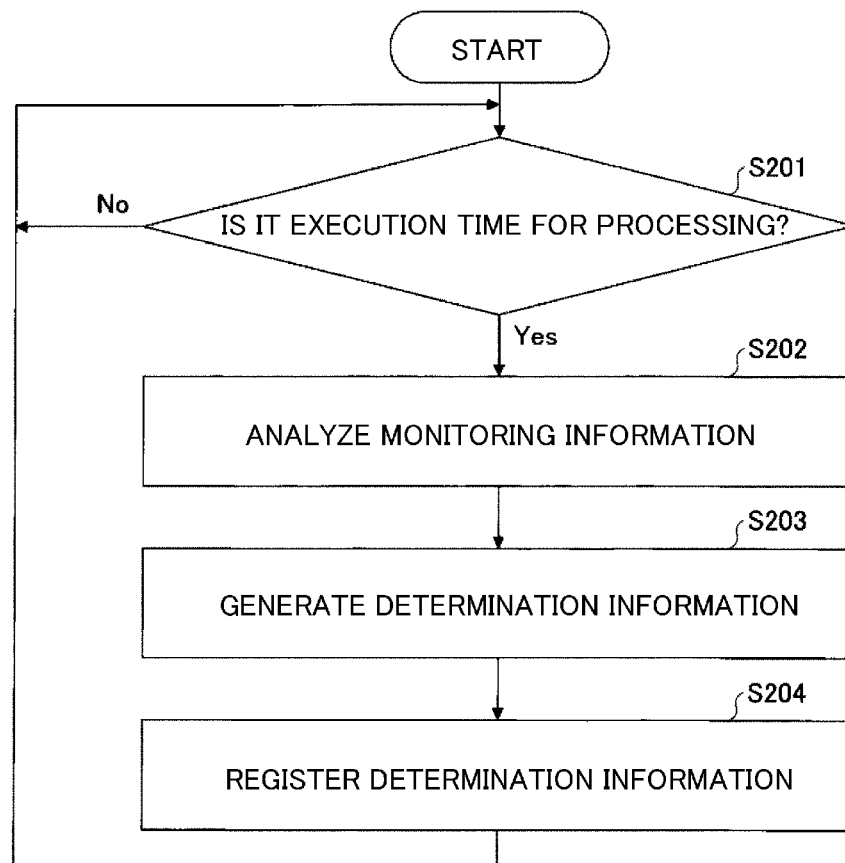 START
S201
No
IS IT EXECUTION TIME FOR PROCESSING?
Yes
S202
ANALYZE MONITORING INFORMATION
S203
GENERATE DETERMINATION INFORMATION
S204
REGISTER DETERMINATION INFORMATION